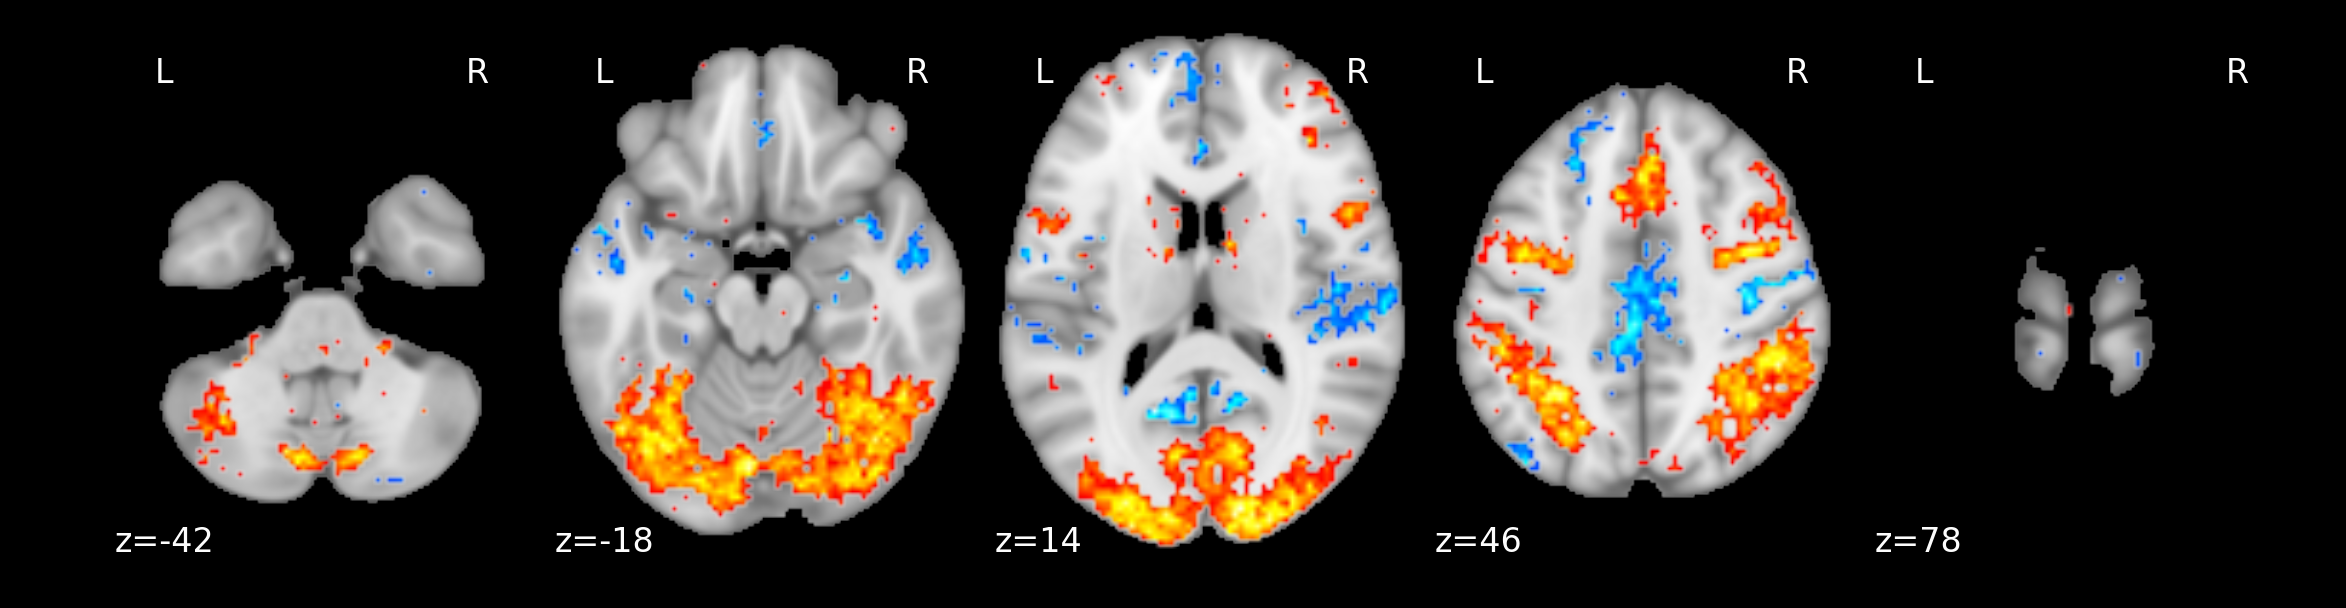 L R L R L R L R L R
z=-42 z=-18 z=14 z=46 z=78